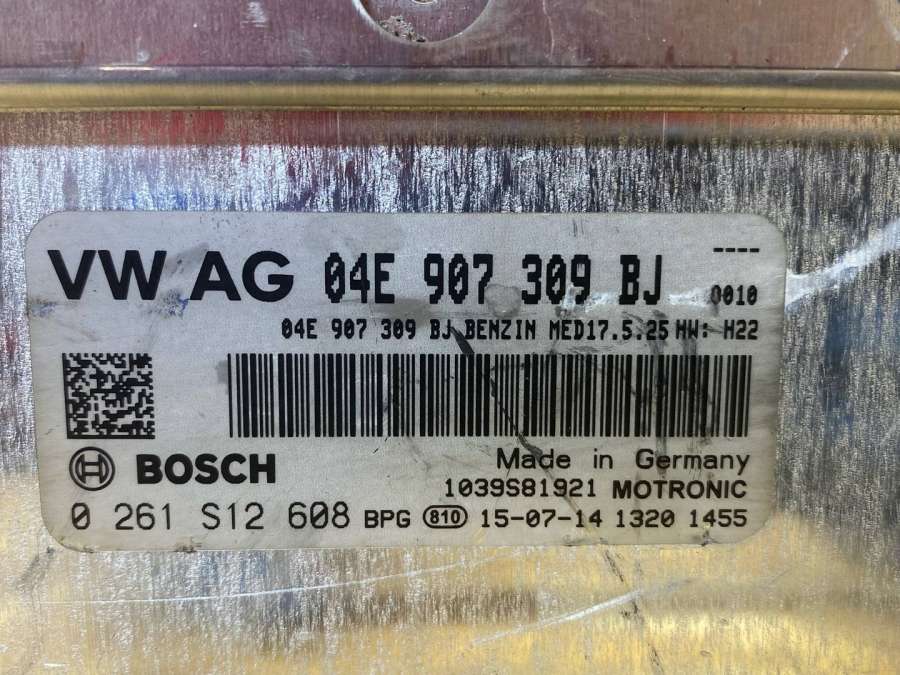 VW AG 04E 907 309 BJ ----
0010
04E 907 309 BJ BENZIN MED17.5.25 HW: H22
BOSCH Made in Germany
1039S81921 MOTRONIC
0 261 S12 608 BPG 810 15-07-14 1320 1455